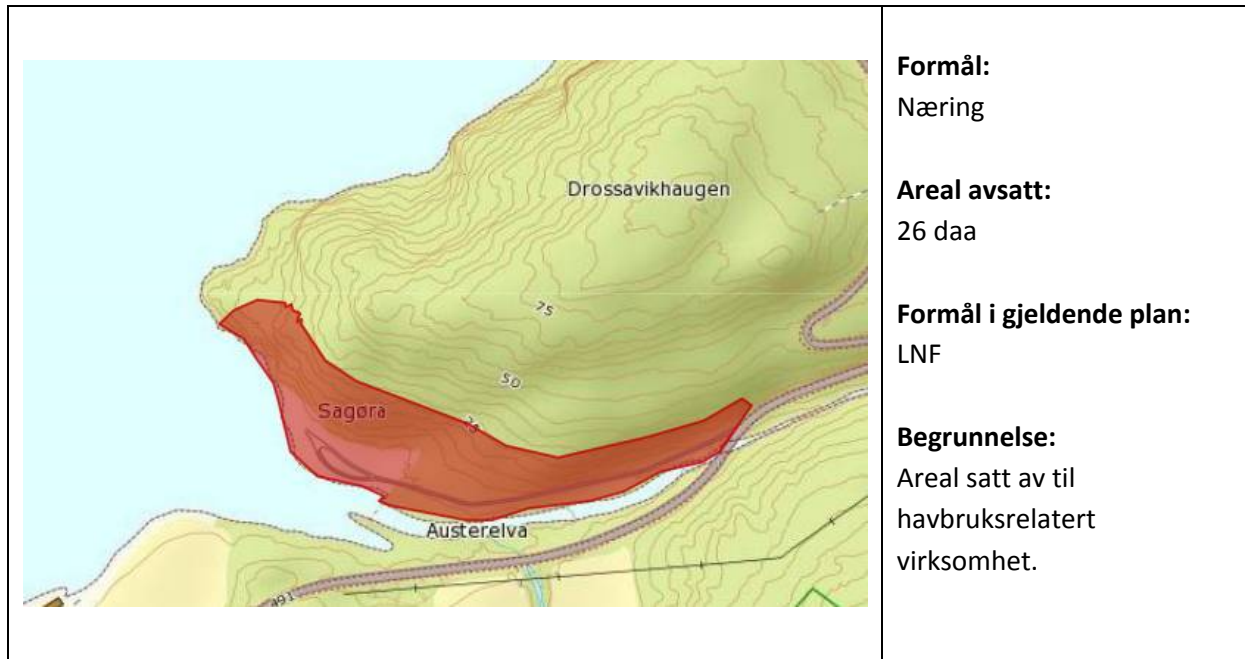 Drossavikhaugen
75
50
25
Sagøra
Austerelva
491
Formål:
Næring
Areal avsatt:
26 daa
Formål i gjeldende plan:
LNF
Begrunnelse:
Areal satt av til
havbruksrelatert
virksomhet.